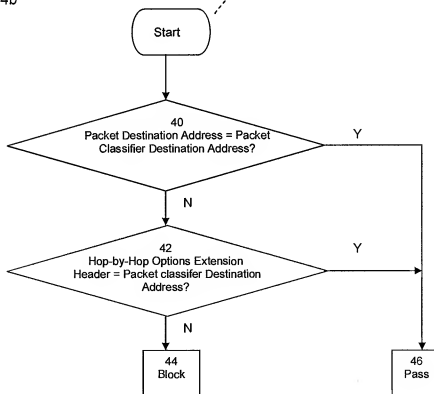 4b
Start
40
Packet Destination Address = Packet
Classifier Destination Address?
Y
N
42
Hop-by-Hop Options Extension
Header = Packet classifer Destination
Address?
Y
N
44
Block
46
Pass